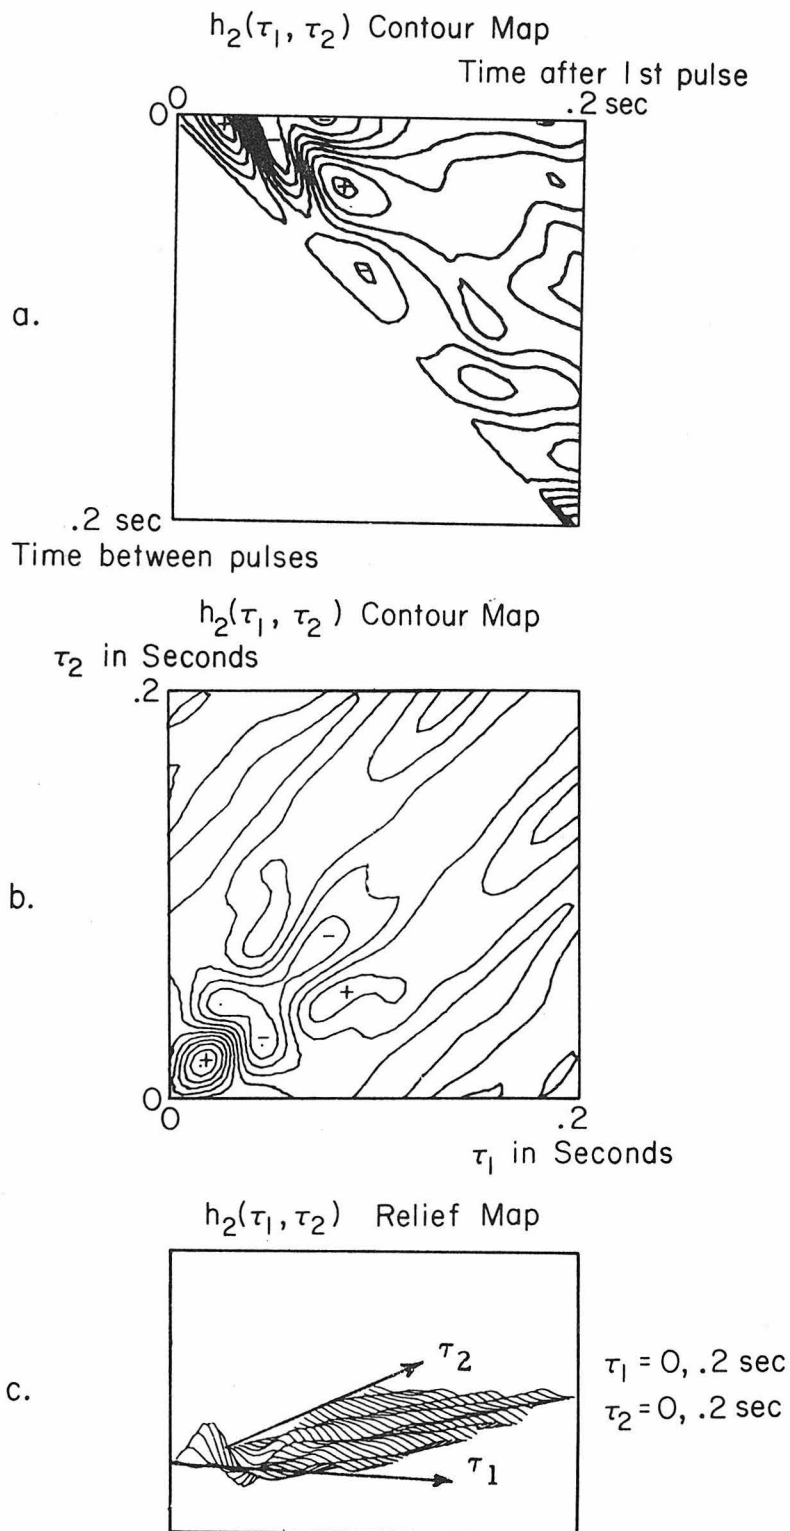 h₂(τ₁, τ₂) Contour Map
Time after 1st pulse
0 0 .2 sec
+ − − +
a.
−
.2 sec
Time between pulses
h₂(τ₁, τ₂) Contour Map
τ₂ in Seconds
.2
b.
−
+
−
+
0
0 .2
τ₁ in Seconds
h₂(τ₁, τ₂) Relief Map
τ₂
τ₁ = 0, .2 sec
c.
τ₂ = 0, .2 sec
τ₁